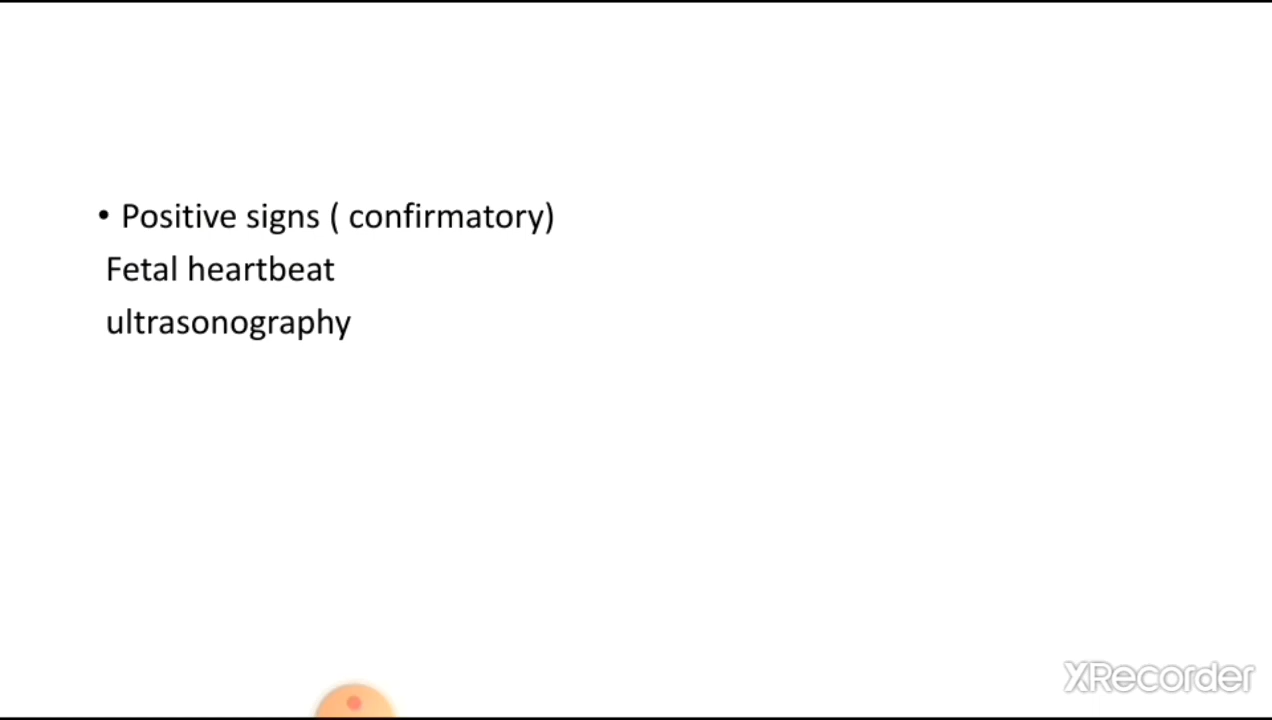 • Positive signs ( confirmatory)
Fetal heartbeat
ultrasonography
XRecorder